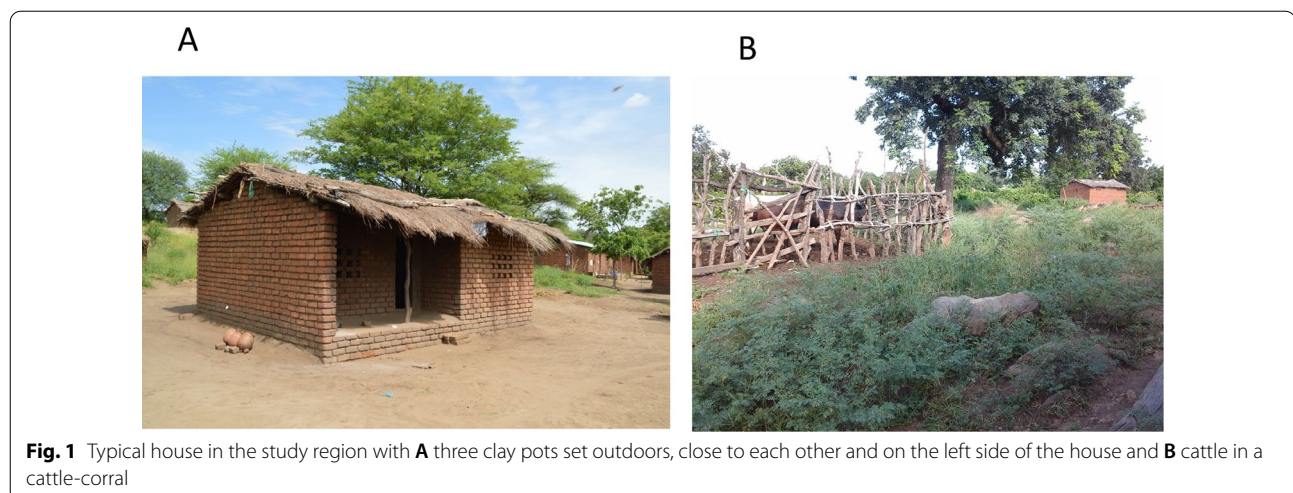 A
B
Fig. 1 Typical house in the study region with A three clay pots set outdoors, close to each other and on the left side of the house and B cattle in a
cattle-corral